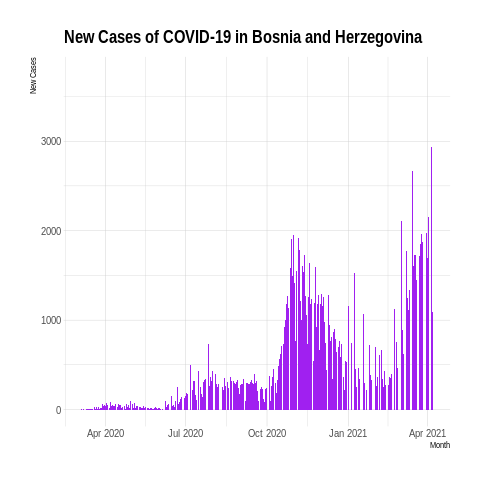 New Cases of COVID-19 in Bosnia and Herzegovina
New Cases
3000
2000
1000
0
Apr 2020 Jul 2020 Oct 2020 Jan 2021 Apr 2021
Month